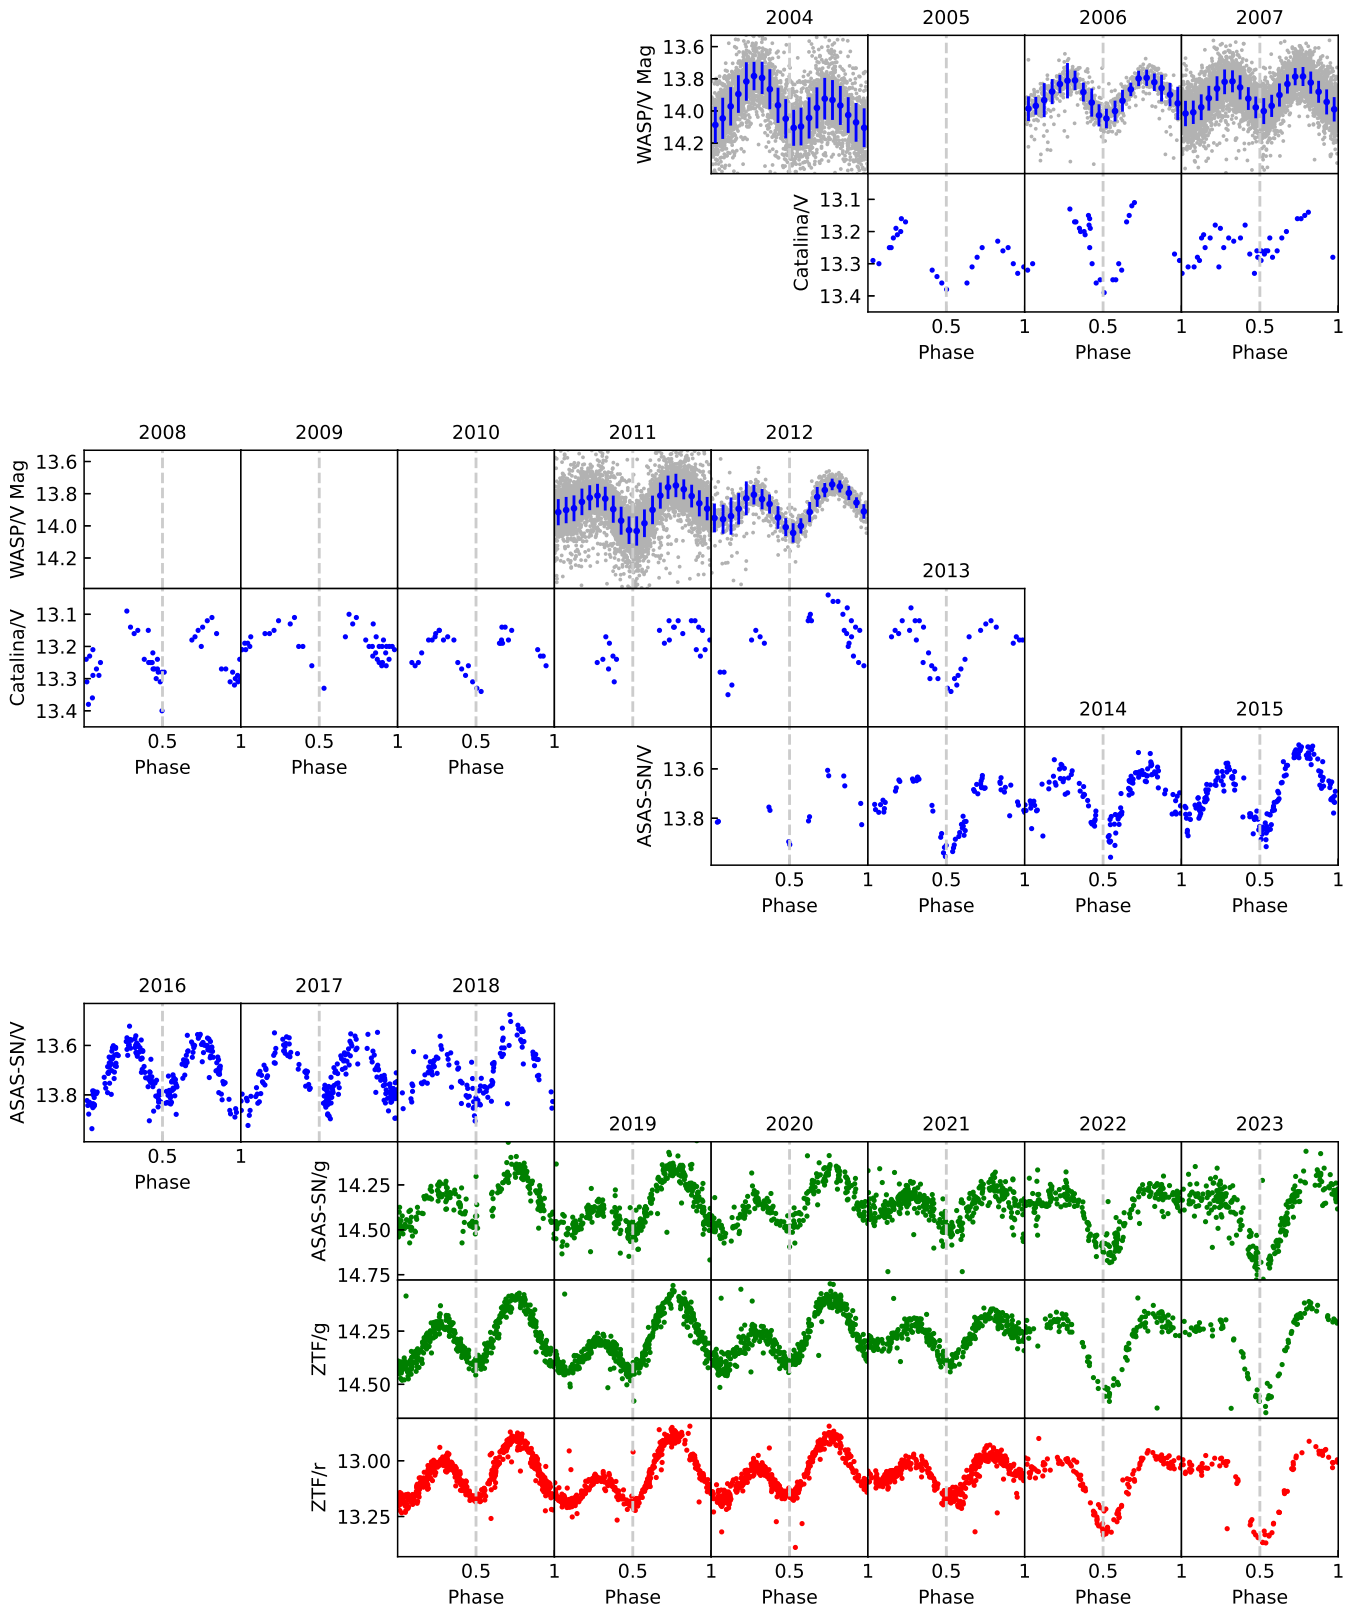 2004 2005 2006 2007
WASP/V Mag
13.6
13.8
14.0
14.2
Catalina/V
13.1
13.2
13.3
13.4
0.5 1 0.5 1 0.5 1
Phase Phase Phase
2008 2009 2010 2011 2012
WASP/V Mag
13.6
13.8
14.0
14.2
2013
Catalina/V
13.1
13.2
13.3
13.4
0.5 1 0.5 1 0.5 1
Phase Phase Phase
2014 2015
ASAS-SN/V
13.6
13.8
0.5 1 0.5 1 0.5 1 0.5 1
Phase Phase Phase Phase
2016 2017 2018
ASAS-SN/V
13.6
13.8
2019 2020 2021 2022 2023
0.5 1
Phase
ASAS-SN/g
14.25
14.50
14.75
ZTF/g
14.25
14.50
ZTF/r
13.00
13.25
0.5 1 0.5 1 0.5 1 0.5 1 0.5 1 0.5 1
Phase Phase Phase Phase Phase Phase